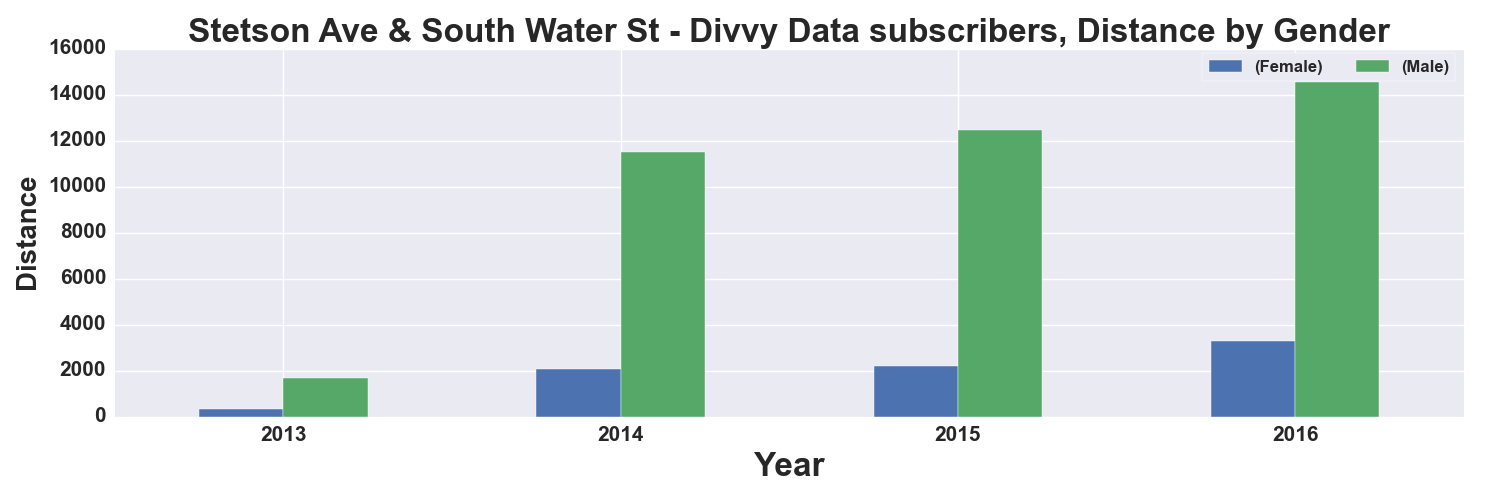 Stetson Ave & South Water St - Divvy Data subscribers, Distance by Gender
(Female) (Male)
16000
14000
12000
10000
8000
6000
4000
2000
0
Distance
2013 2014 2015 2016
Year